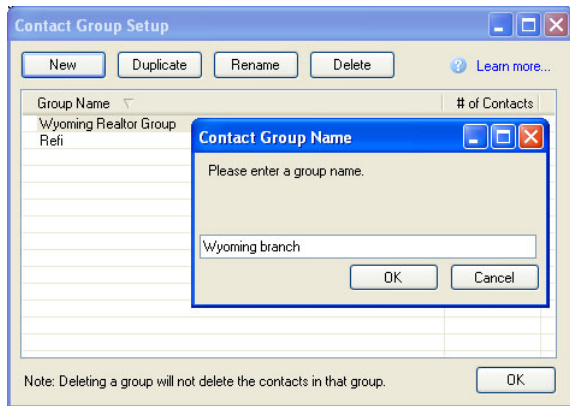 Contact Group Setup
New Duplicate Rename Delete Learn more...
Group Name # of Contacts
Wyoming Realtor Group
Refi
Contact Group Name
Please enter a group name.
Wyoming branch
OK Cancel
Note: Deleting a group will not delete the contacts in that group. OK